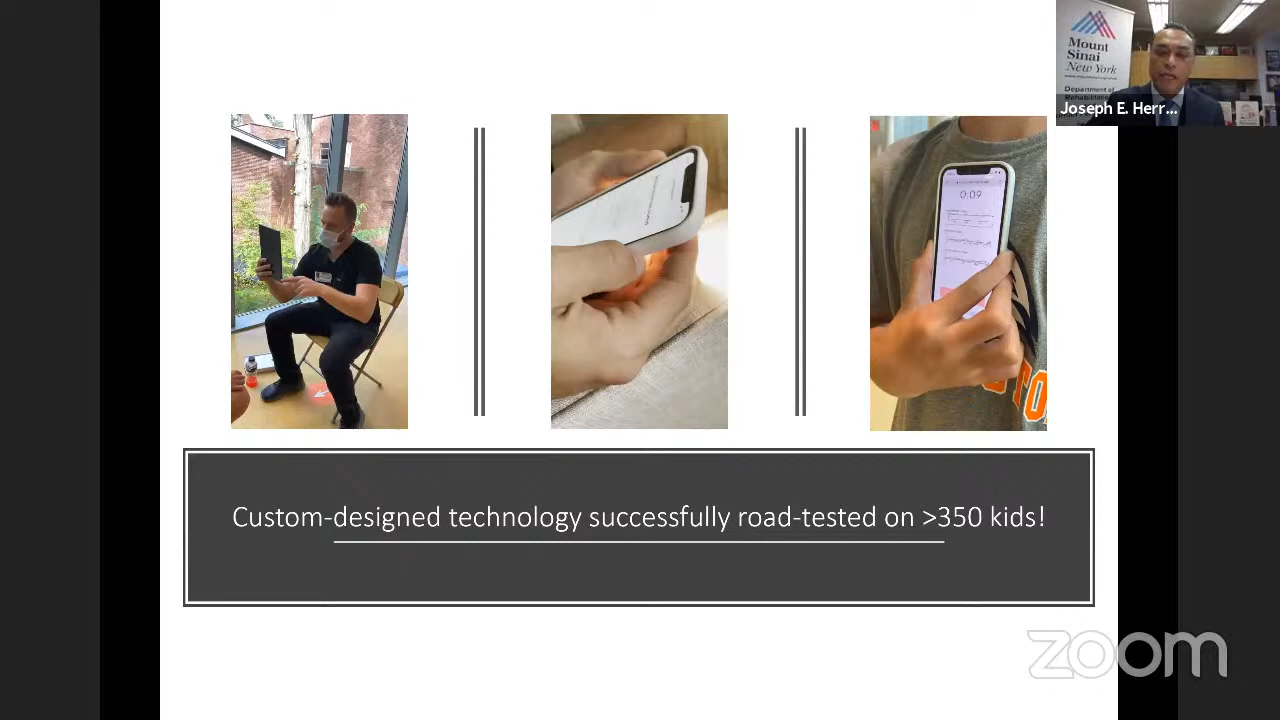 Mount
Sinai
New York
Department of
Joseph E. Herr...
0:09
Custom-designed technology successfully road-tested on >350 kids!
zoom